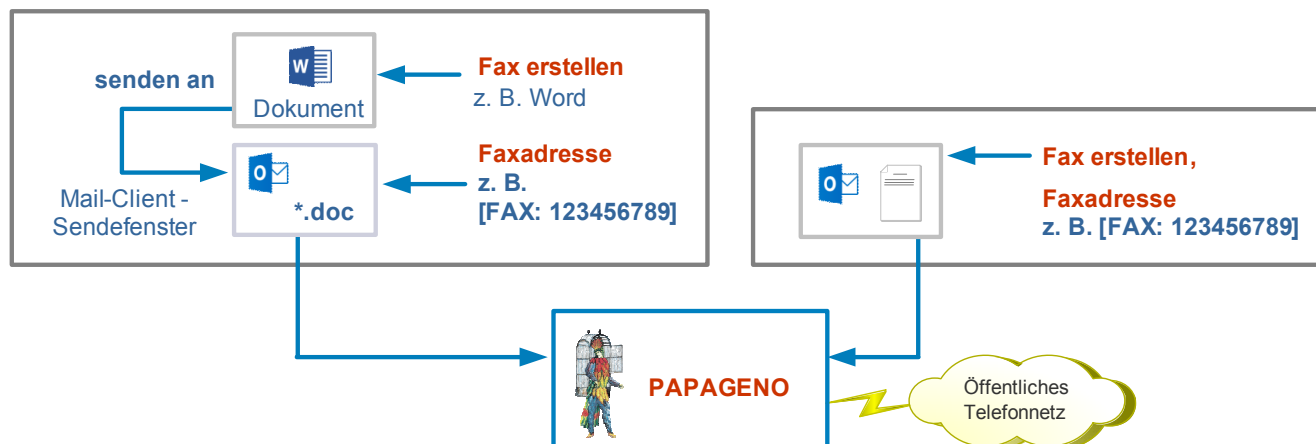 senden an
W
Dokument
Fax erstellen
z. B. Word
Mail-Client -
Sendefenster
O
*.doc
Faxadresse
z. B.
[FAX: 123456789]
O
Fax erstellen,
Faxadresse
z. B. [FAX: 123456789]
PAPAGENO
Öffentliches
Telefonnetz